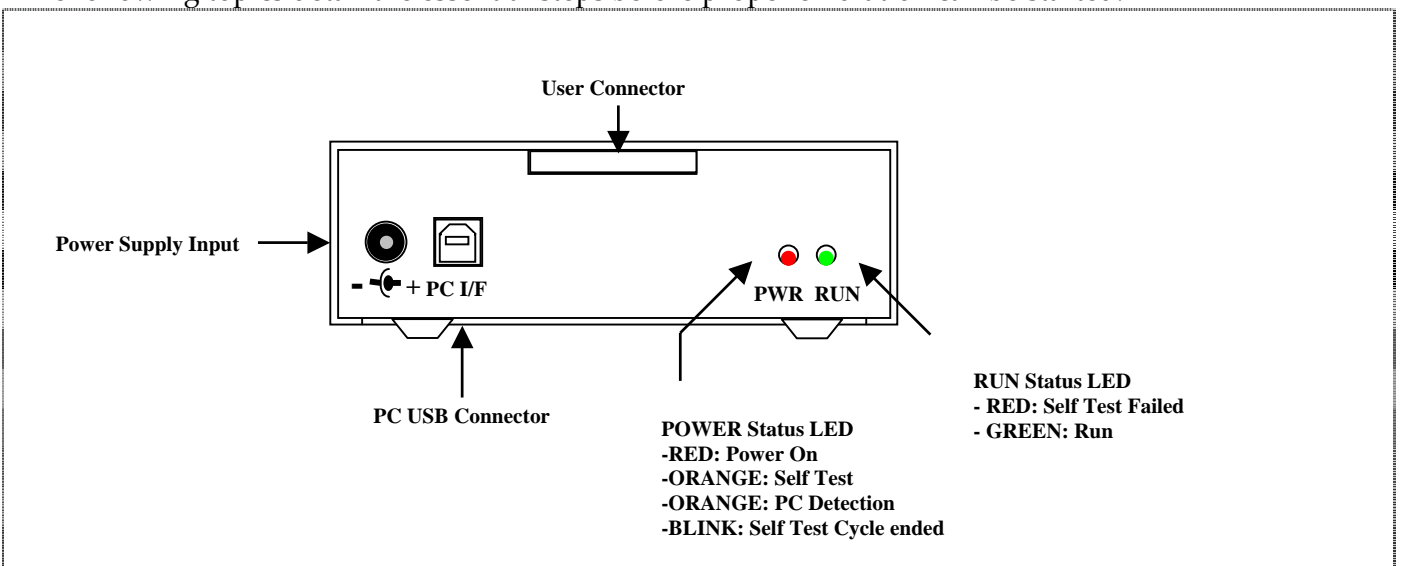 User Connector
Power Supply Input
- + PC I/F
PWR RUN
PC USB Connector
RUN Status LED
- RED: Self Test Failed
- GREEN: Run
POWER Status LED
-RED: Power On
-ORANGE: Self Test
-ORANGE: PC Detection
-BLINK: Self Test Cycle ended